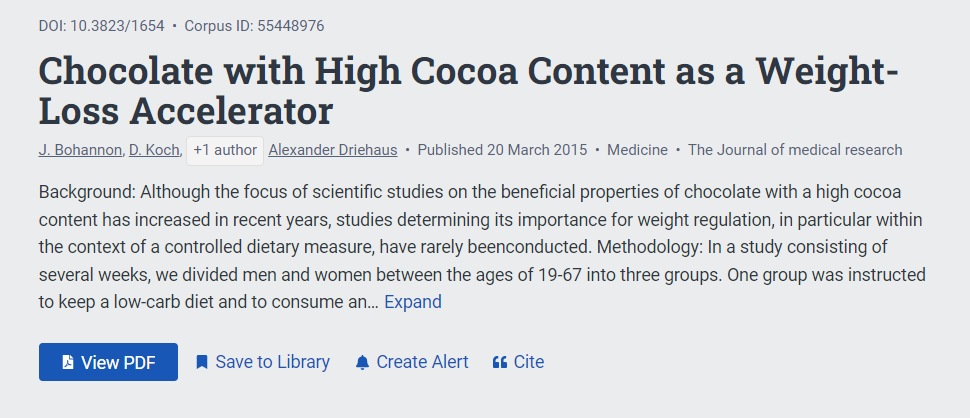 DOI: 10.3823/1654 • Corpus ID: 55448976
Chocolate with High Cocoa Content as a Weight-
Loss Accelerator
J. Bohannon, D. Koch, +1 author Alexander Driehaus • Published 20 March 2015 • Medicine • The Journal of medical research
Background: Although the focus of scientific studies on the beneficial properties of chocolate with a high cocoa
content has increased in recent years, studies determining its importance for weight regulation, in particular within
the context of a controlled dietary measure, have rarely beenconducted. Methodology: In a study consisting of
several weeks, we divided men and women between the ages of 19-67 into three groups. One group was instructed
to keep a low-carb diet and to consume an... Expand
View PDF Save to Library Create Alert Cite